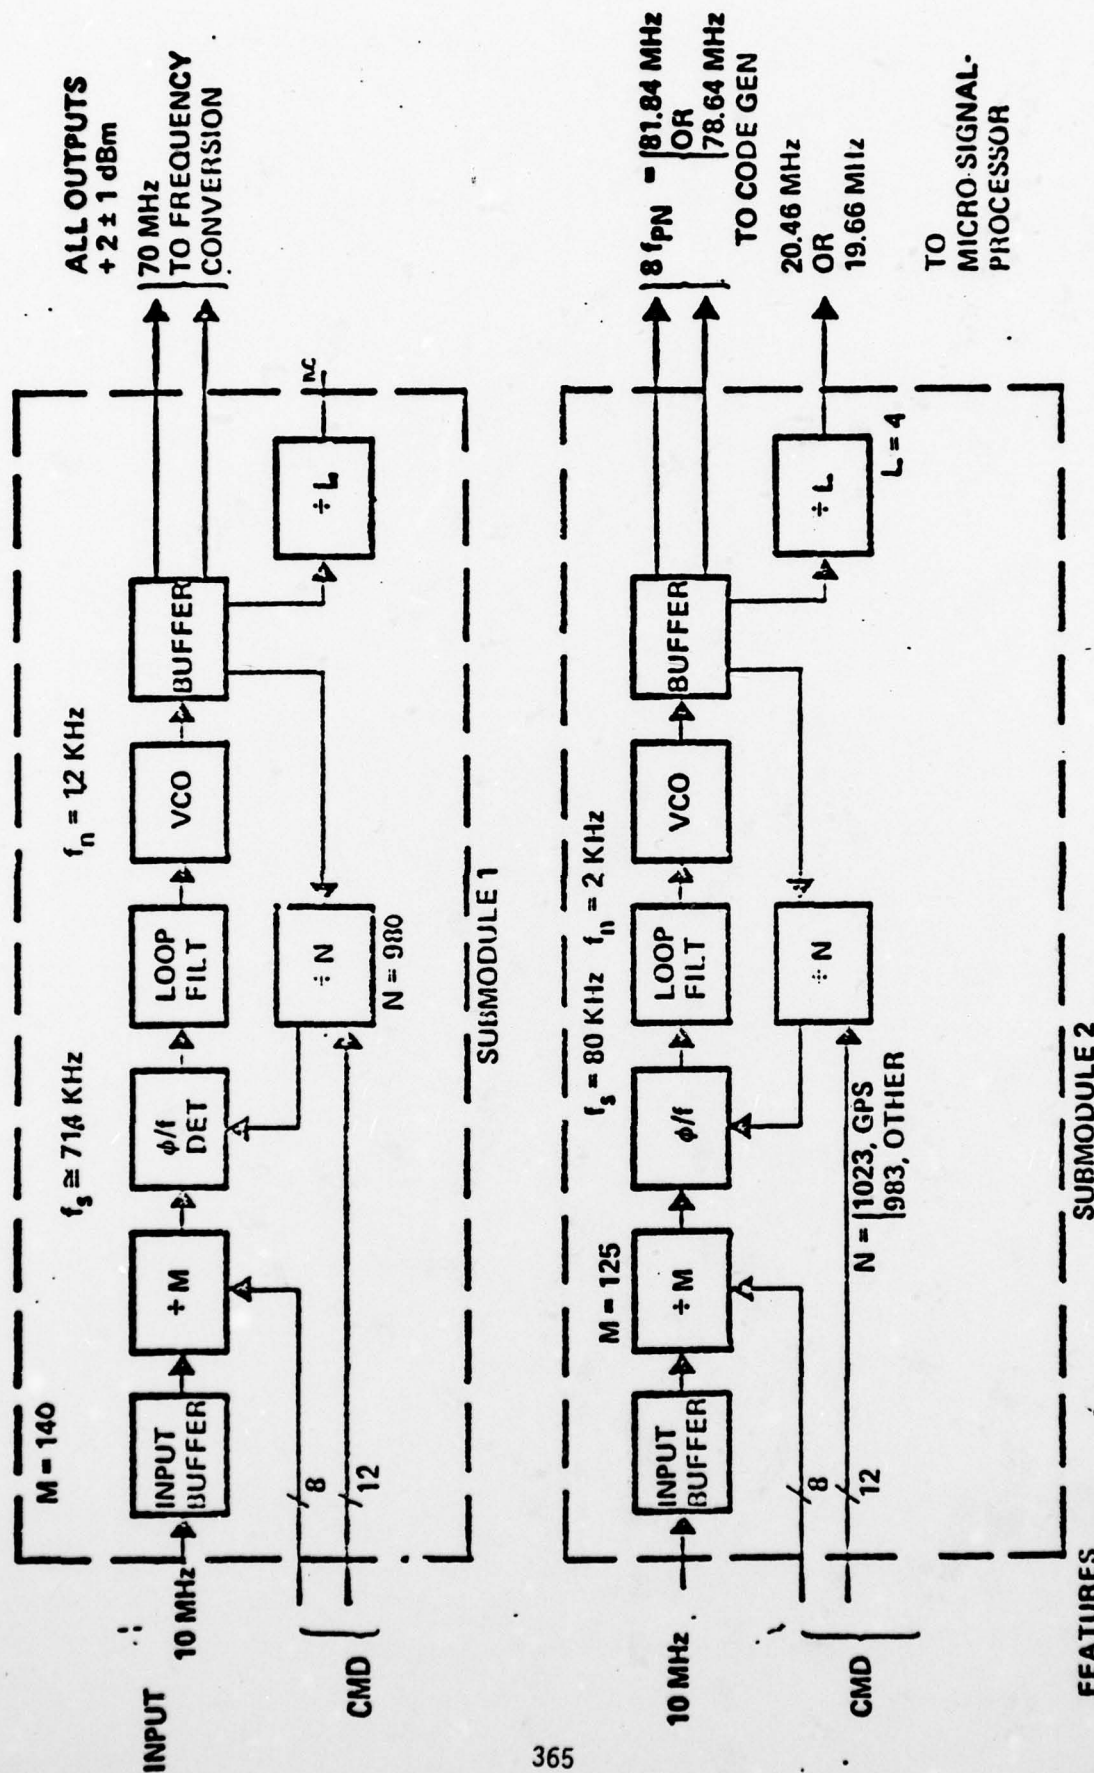 ALL OUTPUTS
+2 ± 1 dBm
M = 140
f_s ≅ 71.4 KHz
f_n = 1.2 KHz
INPUT
10 MHz
INPUT
BUFFER
÷ M
ϕ/f
DET
LOOP
FILT
VCO
BUFFER
70 MHz
TO FREQUENCY
CONVERSION
÷ N
N = 980
÷ L
CMD
8
12
SUBMODULE 1
M = 125
f_s = 80 KHz f_n = 2 KHz
10 MHz
INPUT
BUFFER
÷ M
ϕ/f
LOOP
FILT
VCO
BUFFER
8 f_PN = 81.84 MHz
OR
78.64 MHz
TO CODE GEN
÷ N
N = 1023, GPS
983, OTHER
÷ L
L = 4
20.46 MHz
OR
19.66 MHz
TO
MICRO-SIGNAL-
PROCESSOR
CMD
8
12
SUBMODULE 2
FEATURES
365